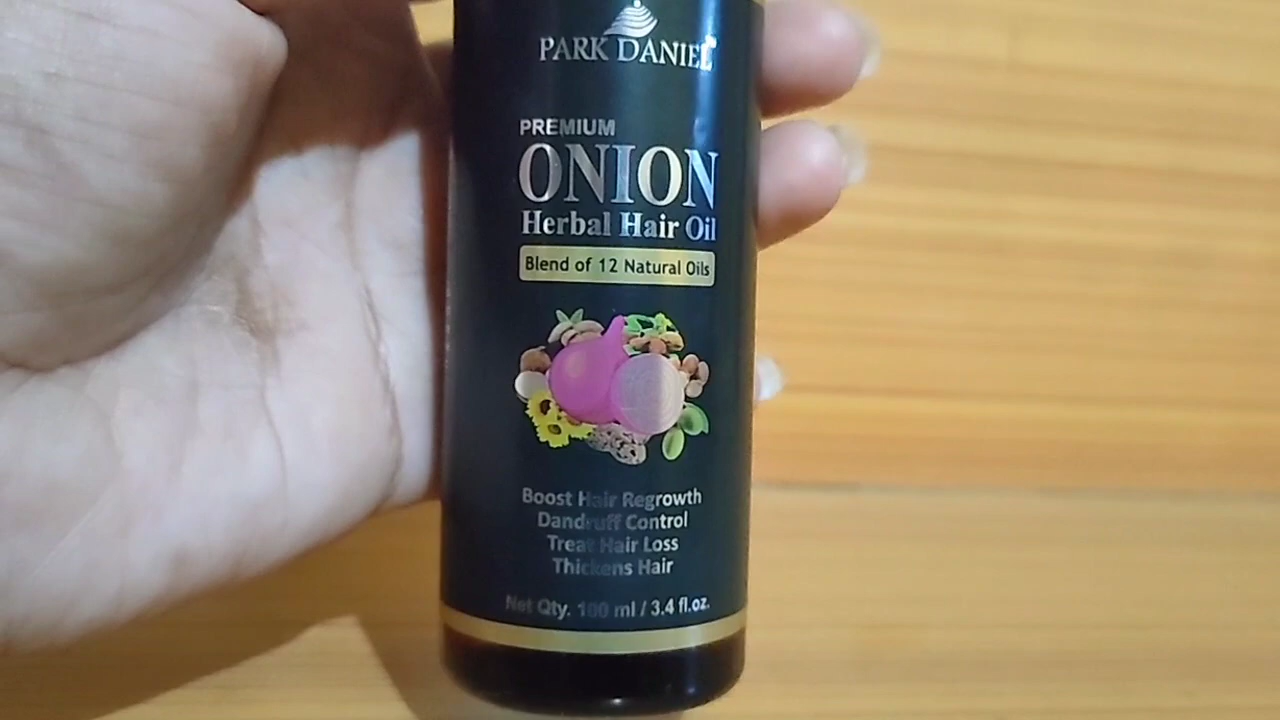 PARK DANIEL
PREMIUM
ONION
Herbal Hair Oil
Blend of 12 Natural Oils
Boost Hair Regrowth
Dandruff Control
Treat Hair Loss
Thickens Hair
Net Qty. 100 ml / 3.4 fl.oz.